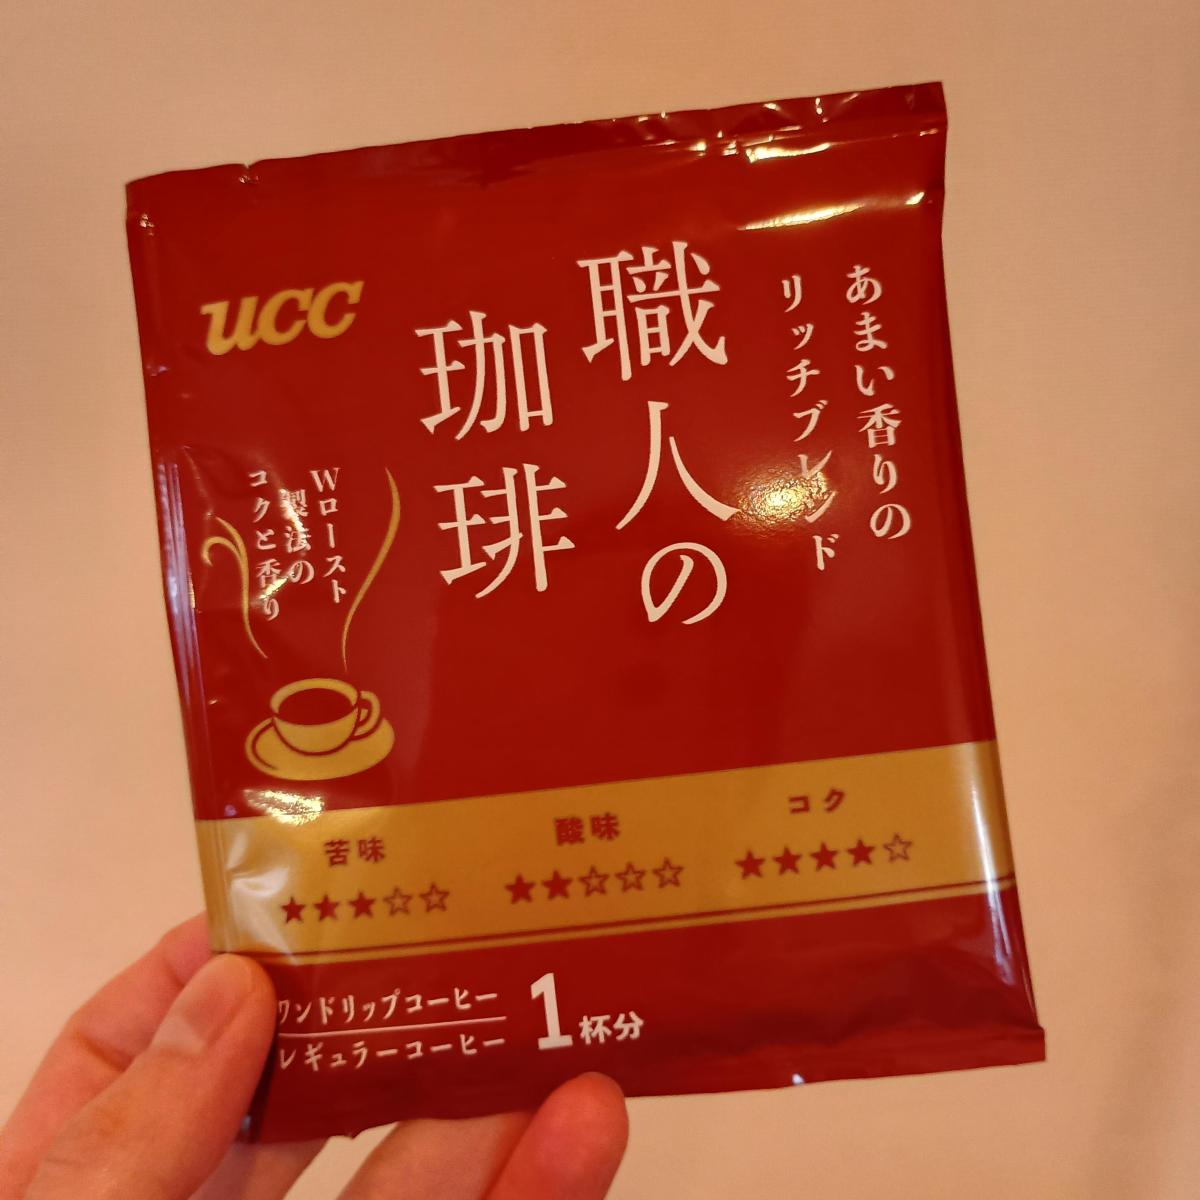 UCC
あまい香りの
リッチブレンド
職人の
珈琲
Wロースト
製法の
コクと香り
苦味
★★★☆☆
酸味
★★☆☆☆
コク
★★★★☆
ワンドリップコーヒー
レギュラーコーヒー
1杯分